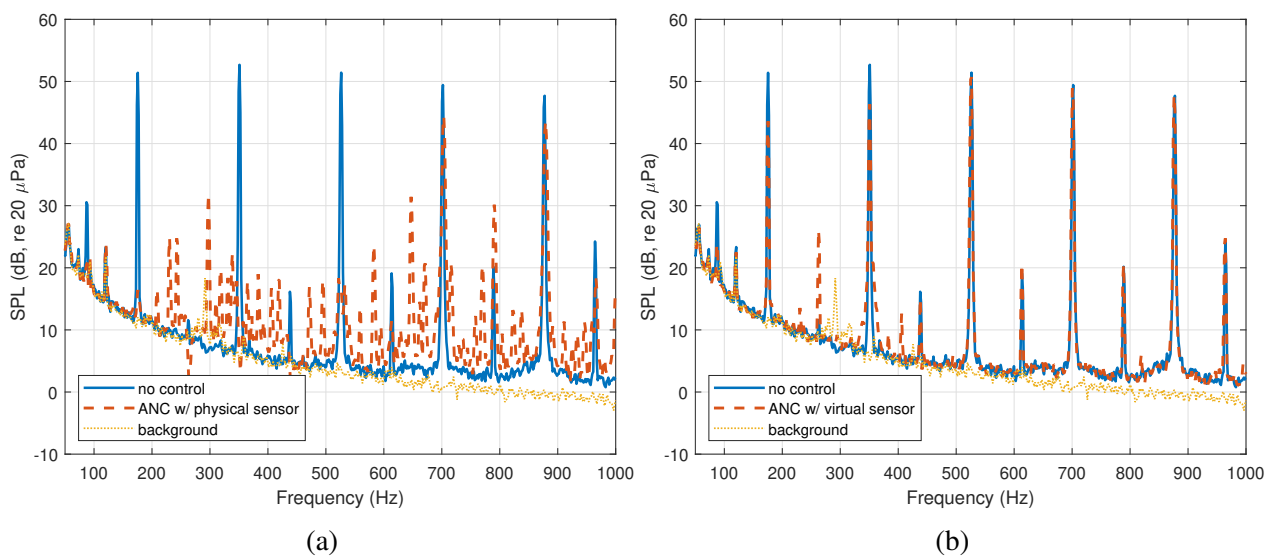 60
50
40
30
20
10
0
-10
SPL (dB, re 20 μPa)
no control
ANC w/ physical sensor
background
100 200 300 400 500 600 700 800 900 1000
Frequency (Hz)
(a)
60
50
40
30
20
10
0
-10
SPL (dB, re 20 μPa)
no control
ANC w/ virtual sensor
background
100 200 300 400 500 600 700 800 900 1000
Frequency (Hz)
(b)